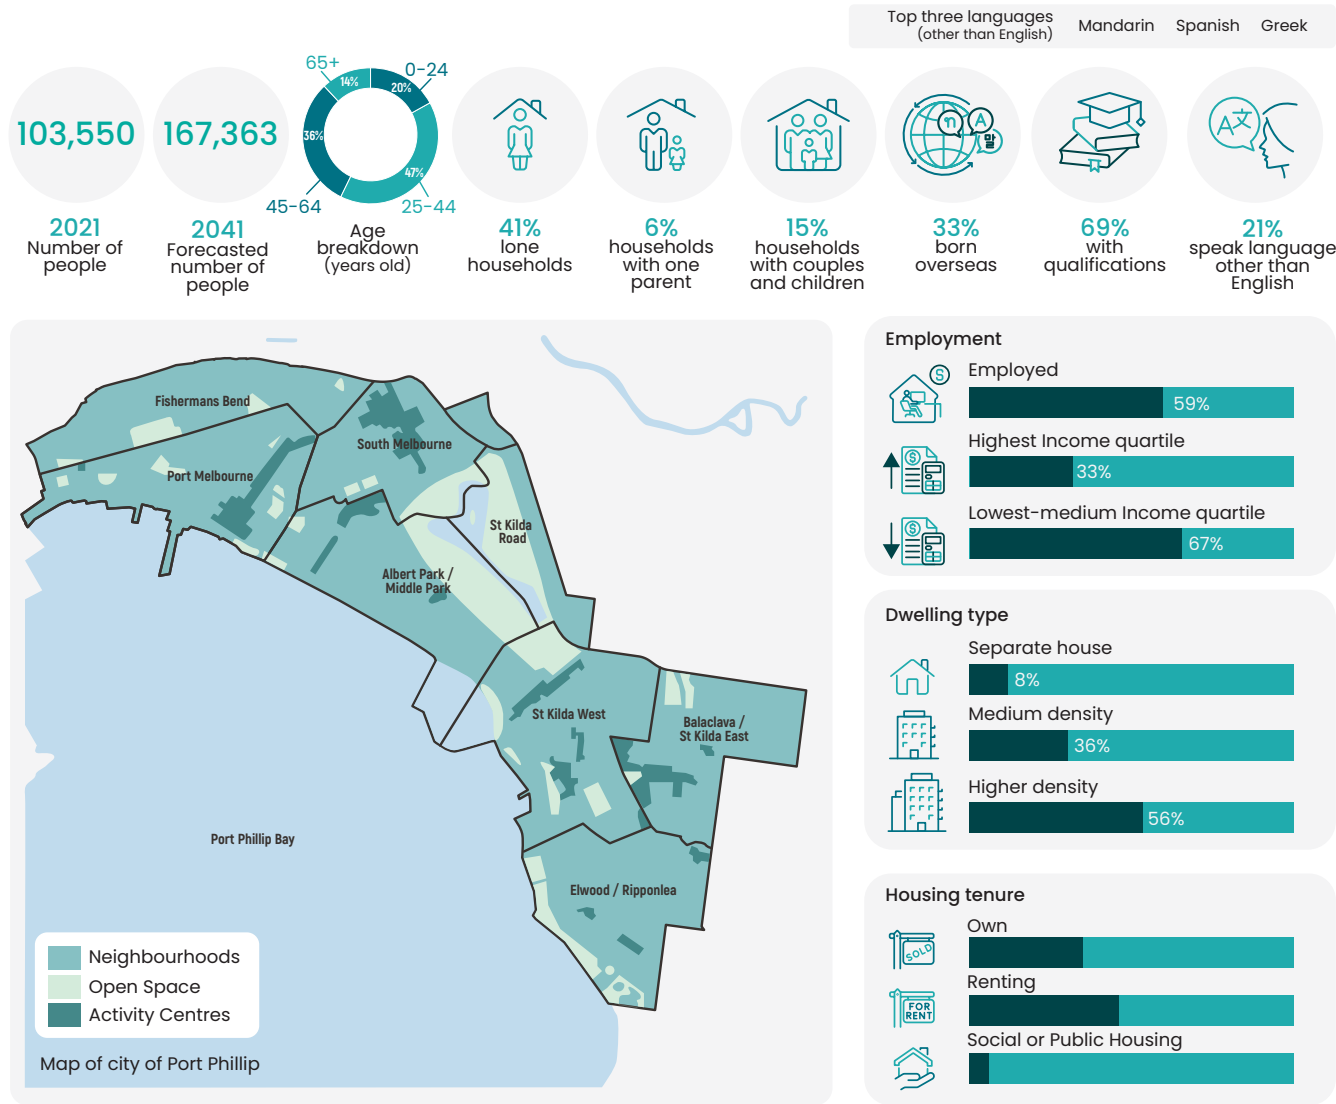 Top three languages
(other than English)
Mandarin
Spanish
Greek
103,550
2021
Number of
people
167,363
2041
Forecasted
number of
people
65+
0-24
14%
20%
36%
47%
45-64
25-44
Age
breakdown
(years old)
41%
lone
households
6%
households
with one
parent
15%
households
with couples
and children
33%
born
overseas
69%
with
qualifications
A文
21%
speak language
other than
English
ก
A
말
Fishermans Bend
South Melbourne
Port Melbourne
St Kilda
Road
Albert Park /
Middle Park
St Kilda West
Balaclava /
St Kilda East
Port Phillip Bay
Elwood / Ripponlea
Neighbourhoods
Open Space
Activity Centres
Map of city of Port Phillip
Employment
$
Employed
59%
$
Highest Income quartile
33%
$
Lowest-medium Income quartile
67%
Dwelling type
Separate house
8%
Medium density
36%
Higher density
56%
Housing tenure
Own
SOLD
Renting
FOR
RENT
Social or Public Housing